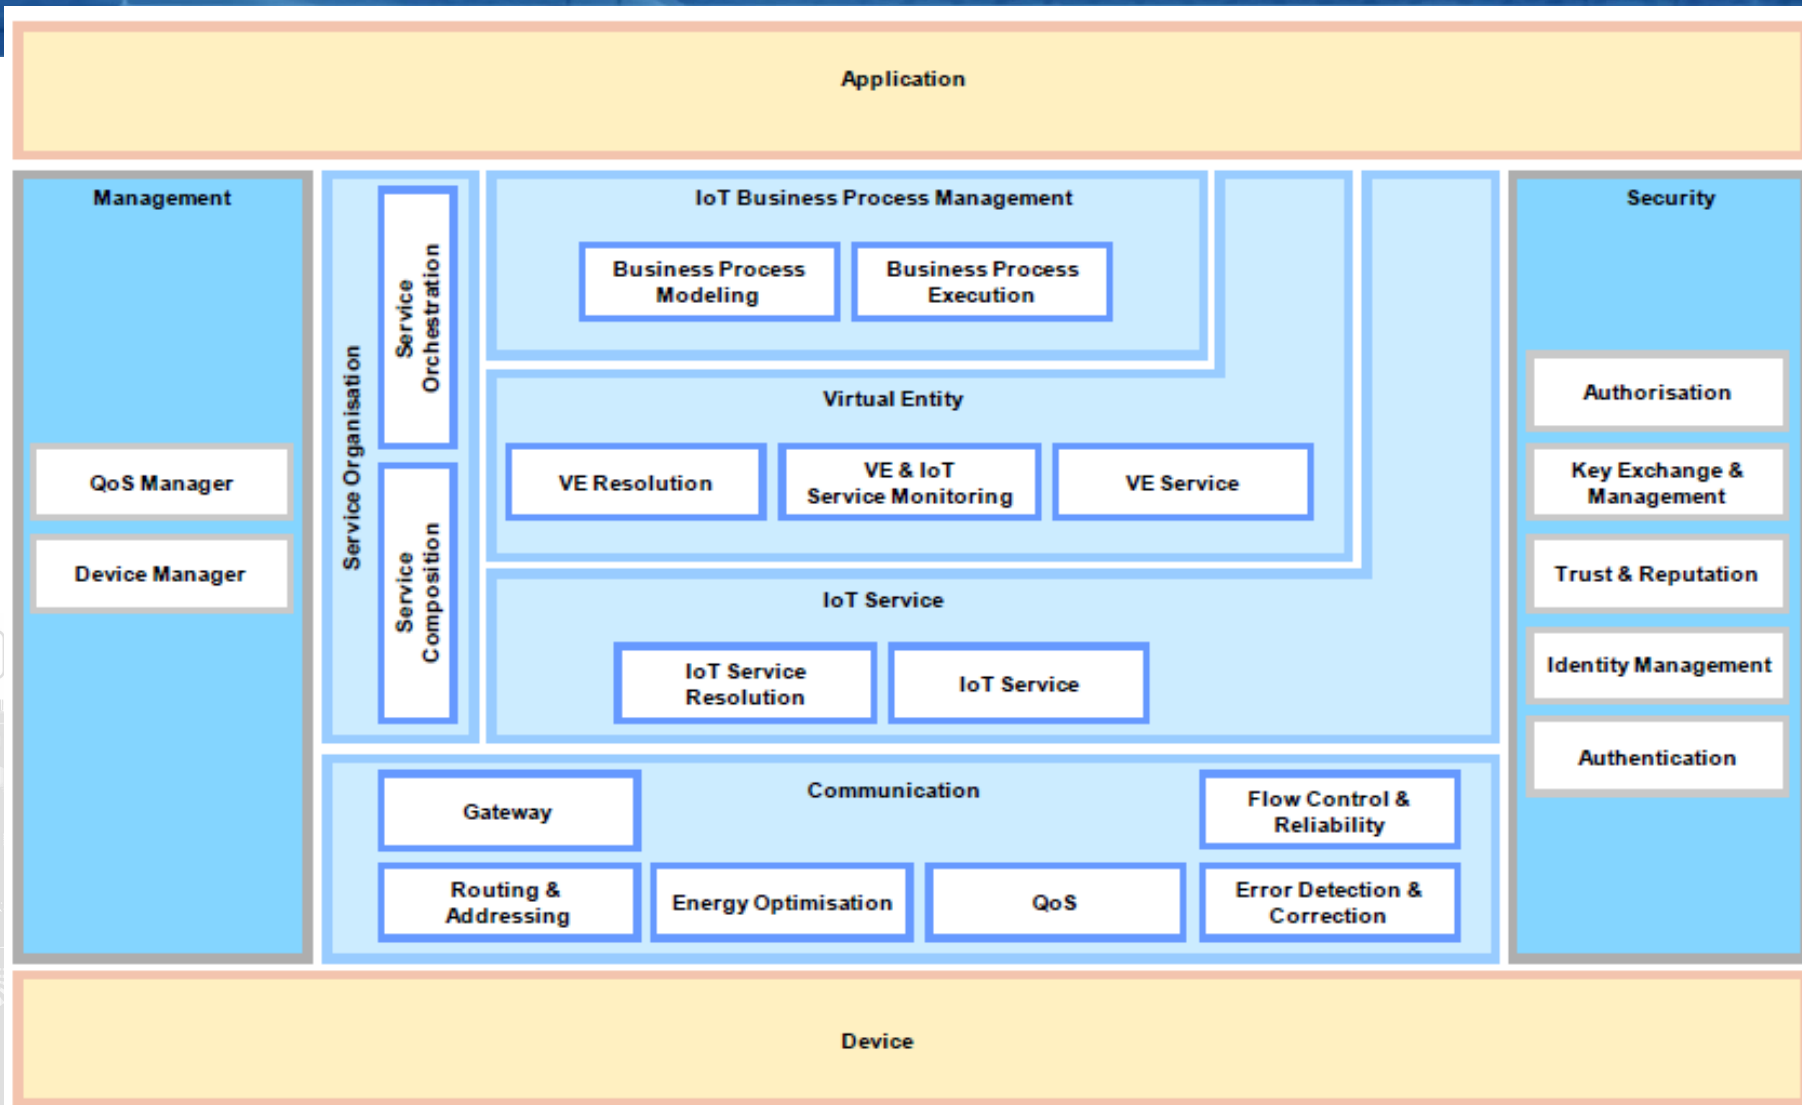 Application
Management
QoS Manager
Device Manager
Service Organisation
Service
Orchestration
Service
Composition
IoT Business Process Management
Business Process
Modeling
Business Process
Execution
Virtual Entity
VE Resolution
VE & IoT
Service Monitoring
VE Service
IoT Service
IoT Service
Resolution
IoT Service
Communication
Gateway
Flow Control &
Reliability
Routing &
Addressing
Energy Optimisation
QoS
Error Detection &
Correction
Security
Authorisation
Key Exchange &
Management
Trust & Reputation
Identity Management
Authentication
Device